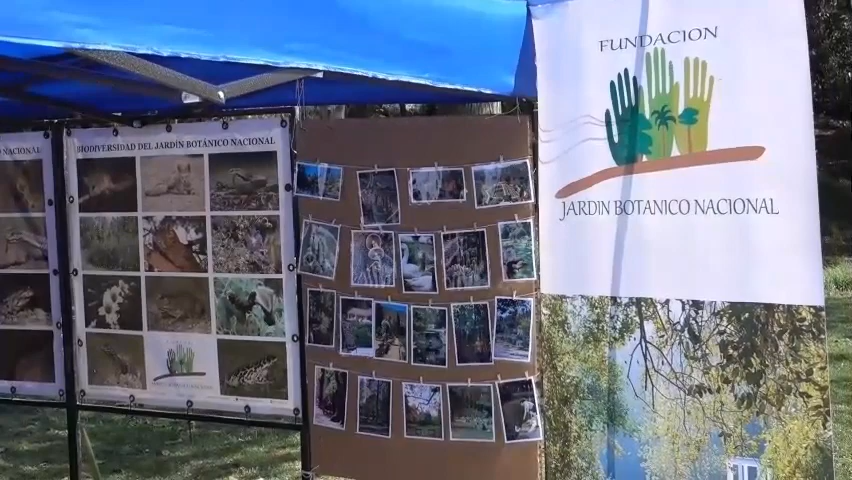 NACIONAL
BIODIVERSIDAD DEL JARDÍN BOTÁNICO NACIONAL
FUNDACION
JARDIN BOTANICO NACIONAL